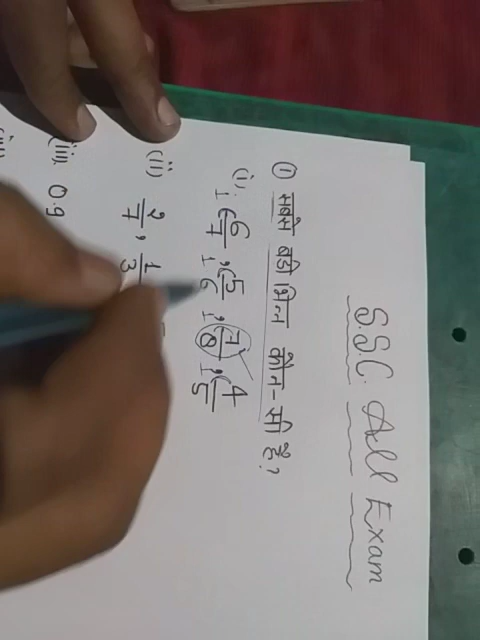 S.S.C. All Exam
① सबसे बड़ी भिन्न कौन-सी है?
(i) 6/7, 5/6, 7/8, 4/5
(ii) 2/7, 1/3
(iii) 0.9